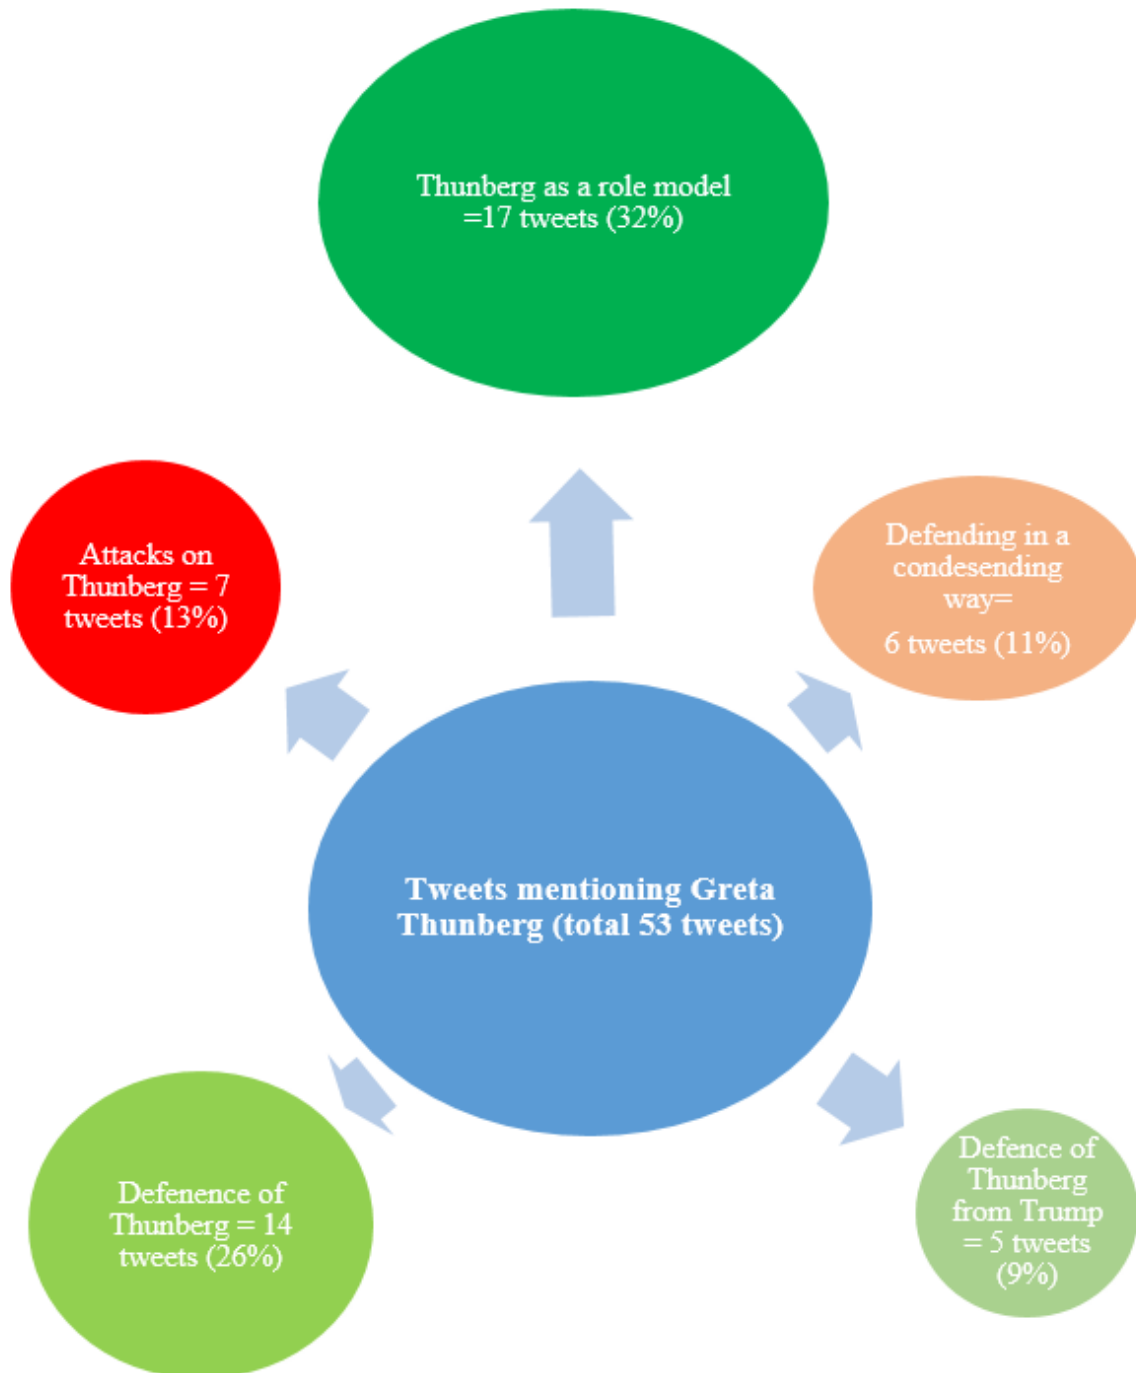 Thunberg as a role model
=17 tweets (32%)
Attacks on
Thunberg = 7
tweets (13%)
Defending in a
condesending
way=
6 tweets (11%)
Tweets mentioning Greta
Thunberg (total 53 tweets)
Defenence of
Thunberg = 14
tweets (26%)
Defence of
Thunberg
from Trump
= 5 tweets
(9%)